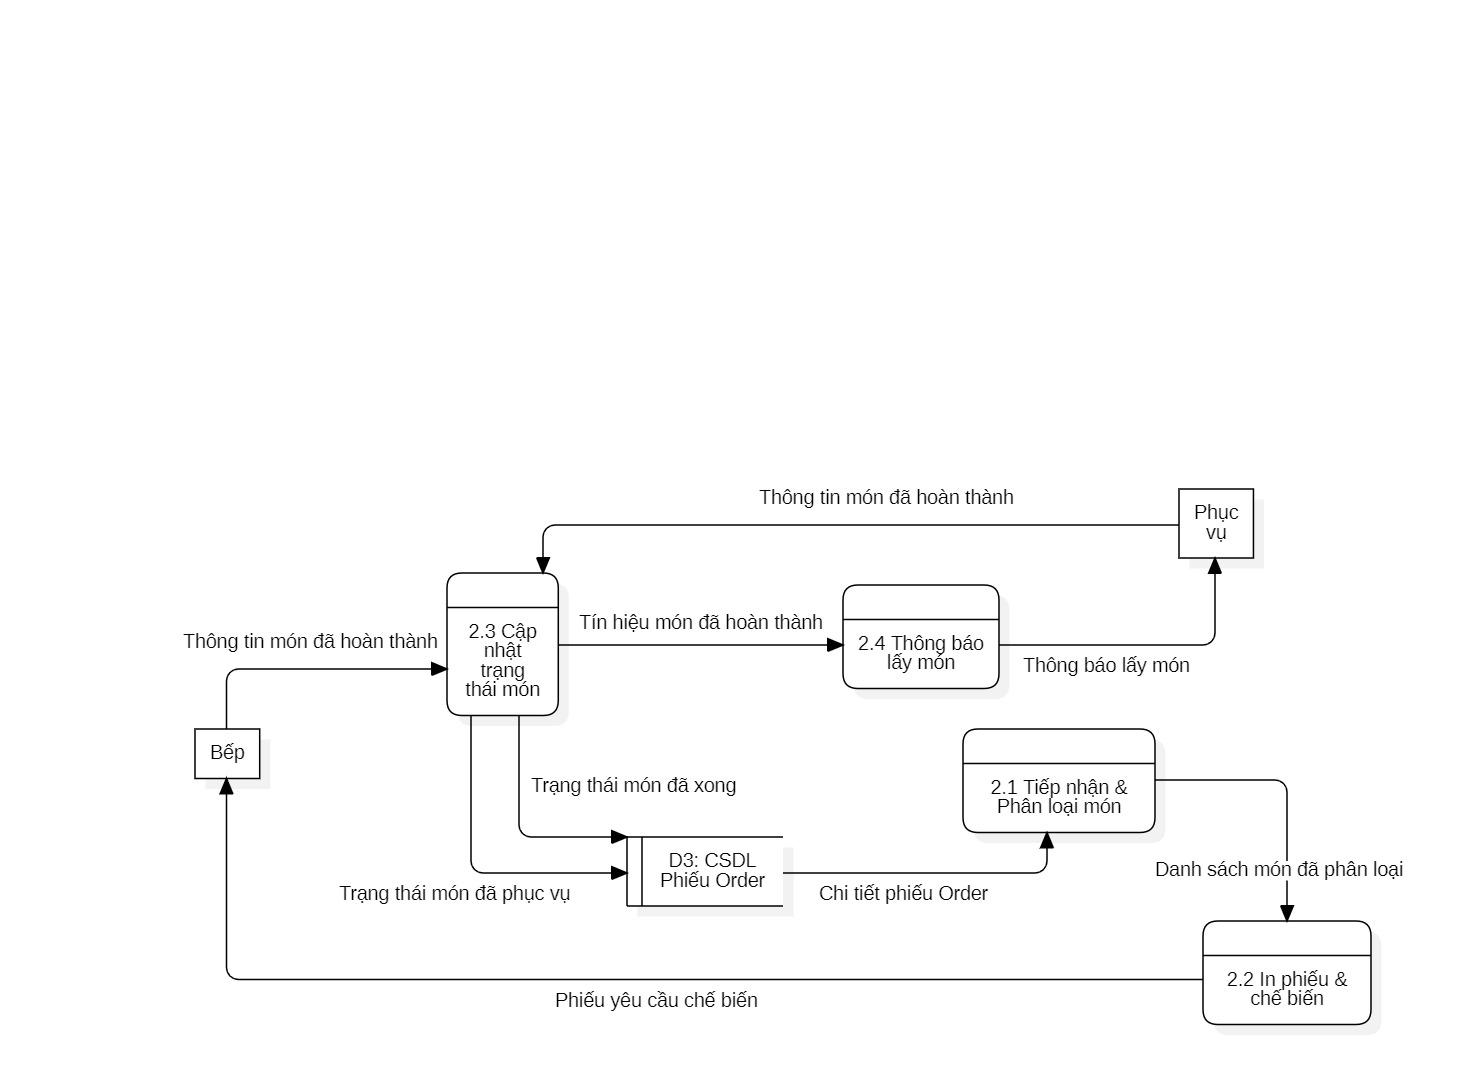 Thông tin món đã hoàn thành
Phục
vụ
Tín hiệu món đã hoàn thành
Thông tin món đã hoàn thành
2.3 Cập
nhật
trạng
thái món
2.4 Thông báo
lấy món
Thông báo lấy món
Bếp
Trạng thái món đã xong
2.1 Tiếp nhận &
Phân loại món
D3: CSDL
Phiếu Order
Danh sách món đã phân loại
Trạng thái món đã phục vụ
Chi tiết phiếu Order
2.2 In phiếu &
chế biến
Phiếu yêu cầu chế biến